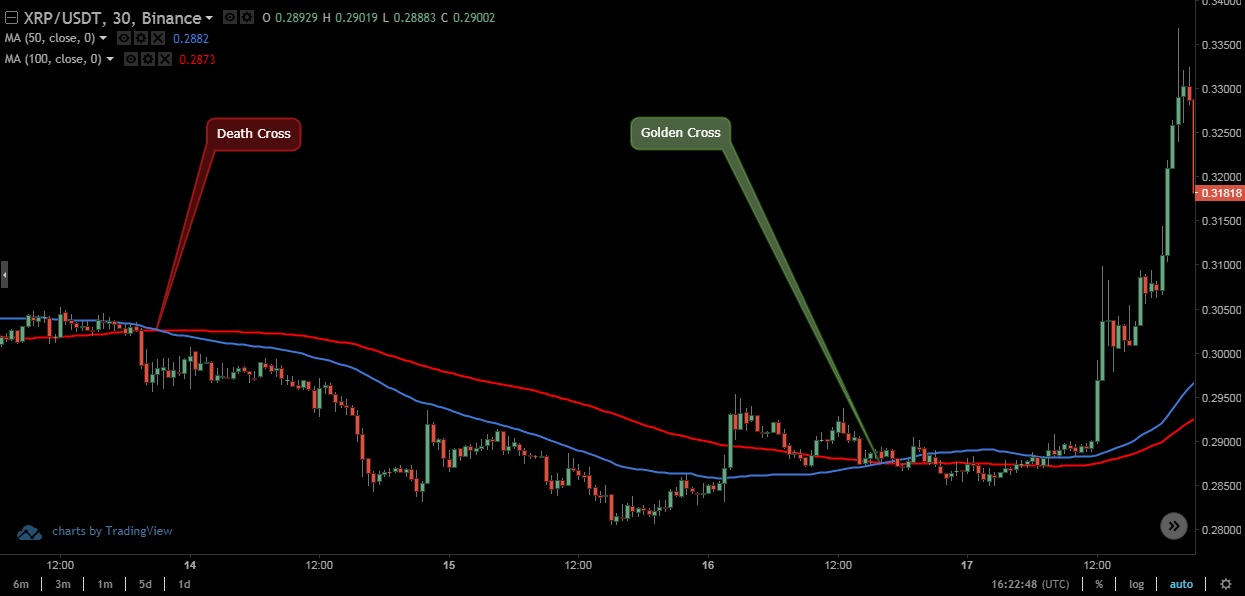 XRP/USDT, 30, Binance O 0.28929 H 0.29019 L 0.28883 C 0.29002
MA (50, close, 0) 0.2882
MA (100, close, 0) 0.2873
Death Cross
Golden Cross
0.34000
0.33500
0.33000
0.32500
0.32000
0.31818
0.31500
0.31000
0.30500
0.30000
0.29500
0.29000
0.28500
0.28000
charts by TradingView
12:00 14 12:00 15 12:00 16 12:00 17 12:00
6m 3m 1m 5d 1d 16:22:48 (UTC) % log auto